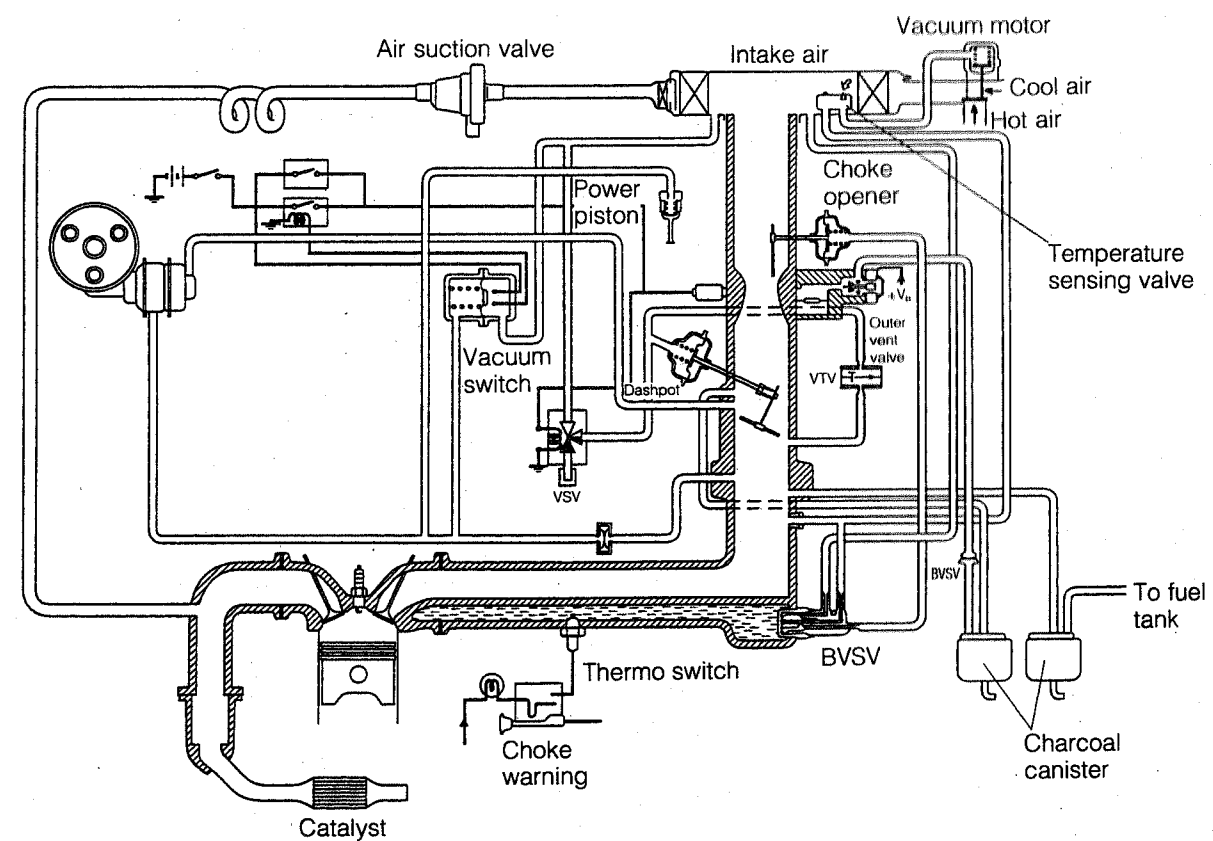 Vacuum motor
Air suction valve
Intake air
Cool air
Hot air
Choke
opener
Power
piston
Temperature
sensing valve
+VB
Outer
vent
valve
Vacuum
switch
VTV
Dashpot
VSV
BVSV
To fuel
tank
BVSV
Thermo switch
Choke
warning
Charcoal
canister
Catalyst